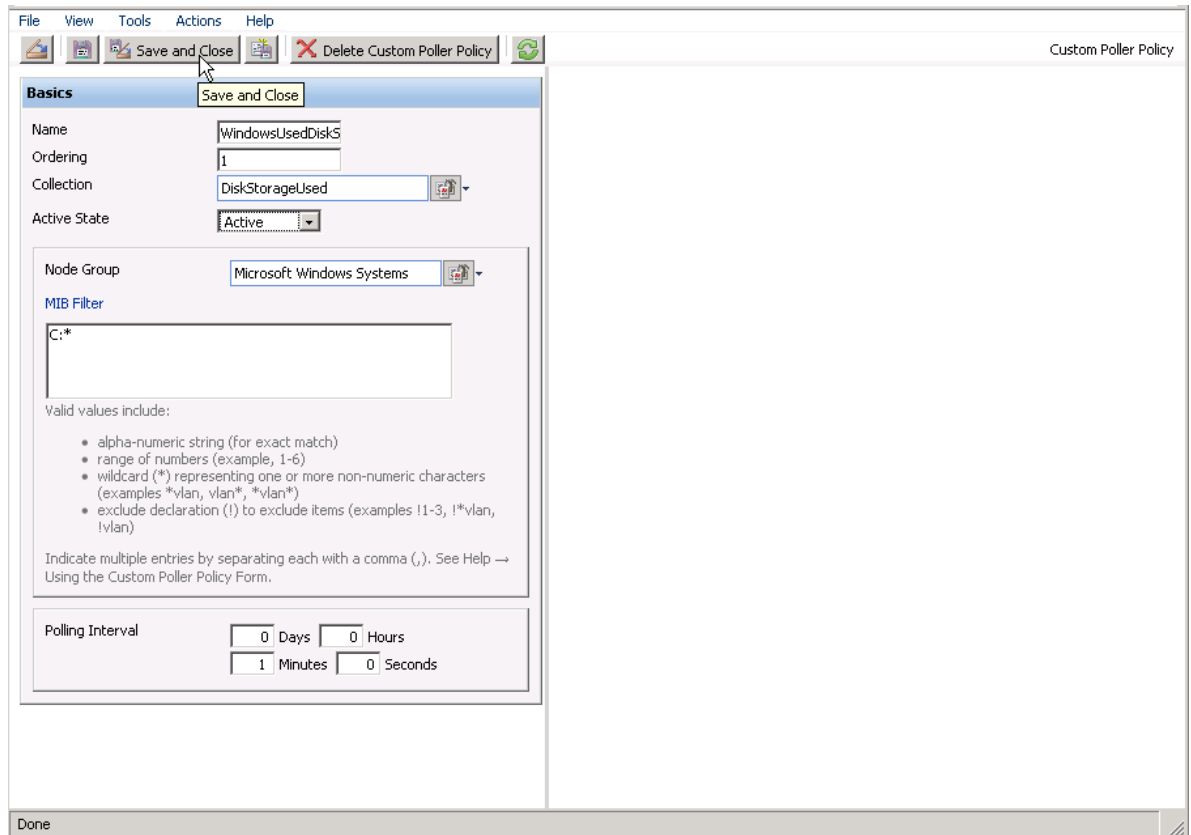 File View Tools Actions Help
Save and Close Delete Custom Poller Policy Custom Poller Policy
Save and Close
Basics
Name WindowsUsedDiskS
Ordering 1
Collection DiskStorageUsed
Active State Active
Node Group Microsoft Windows Systems
MIB Filter
C:*
Valid values include:
• alpha-numeric string (for exact match)
• range of numbers (example, 1-6)
• wildcard (*) representing one or more non-numeric characters
(examples *vlan, vlan*, *vlan*)
• exclude declaration (!) to exclude items (examples !1-3, !*vlan,
!vlan)
Indicate multiple entries by separating each with a comma (,). See Help →
Using the Custom Poller Policy Form.
Polling Interval 0 Days 0 Hours
1 Minutes 0 Seconds
Done